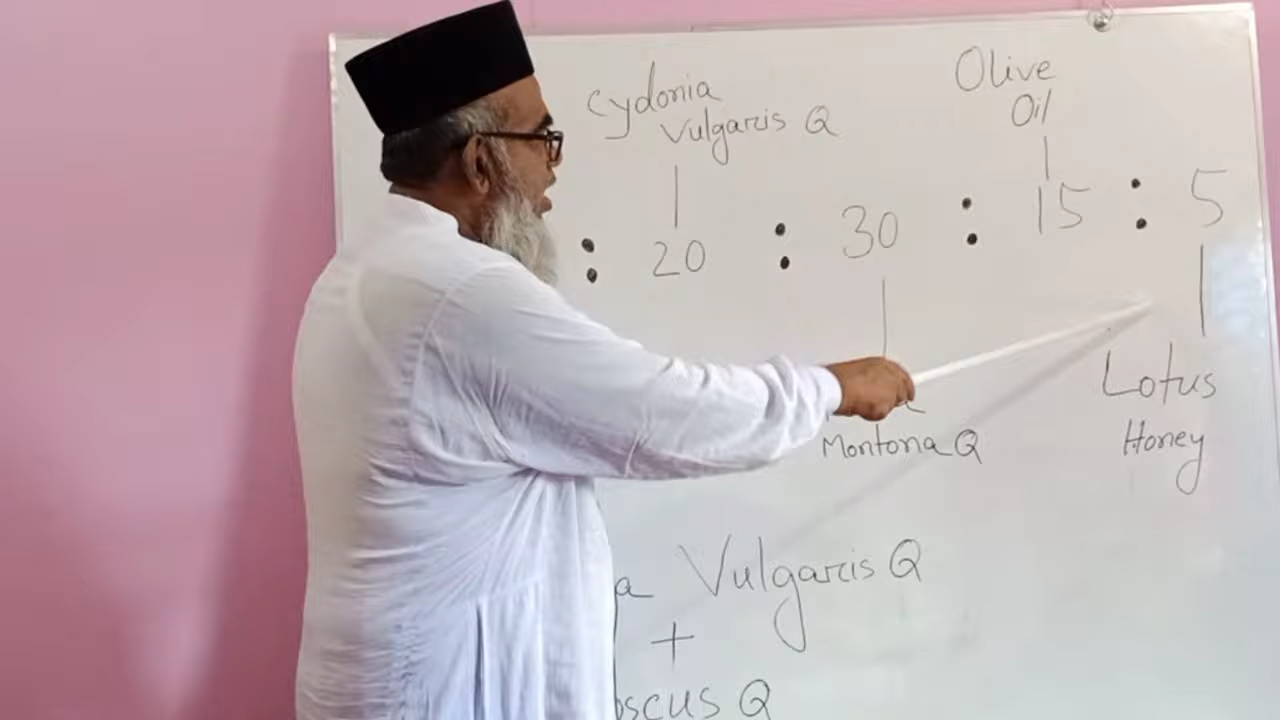 Cydonia
Vulgaris Q
Olive
Oil
: 20 : 30 : 15 : 5
Montona Q
Lotus
Honey
Vulgaris Q
+
Q